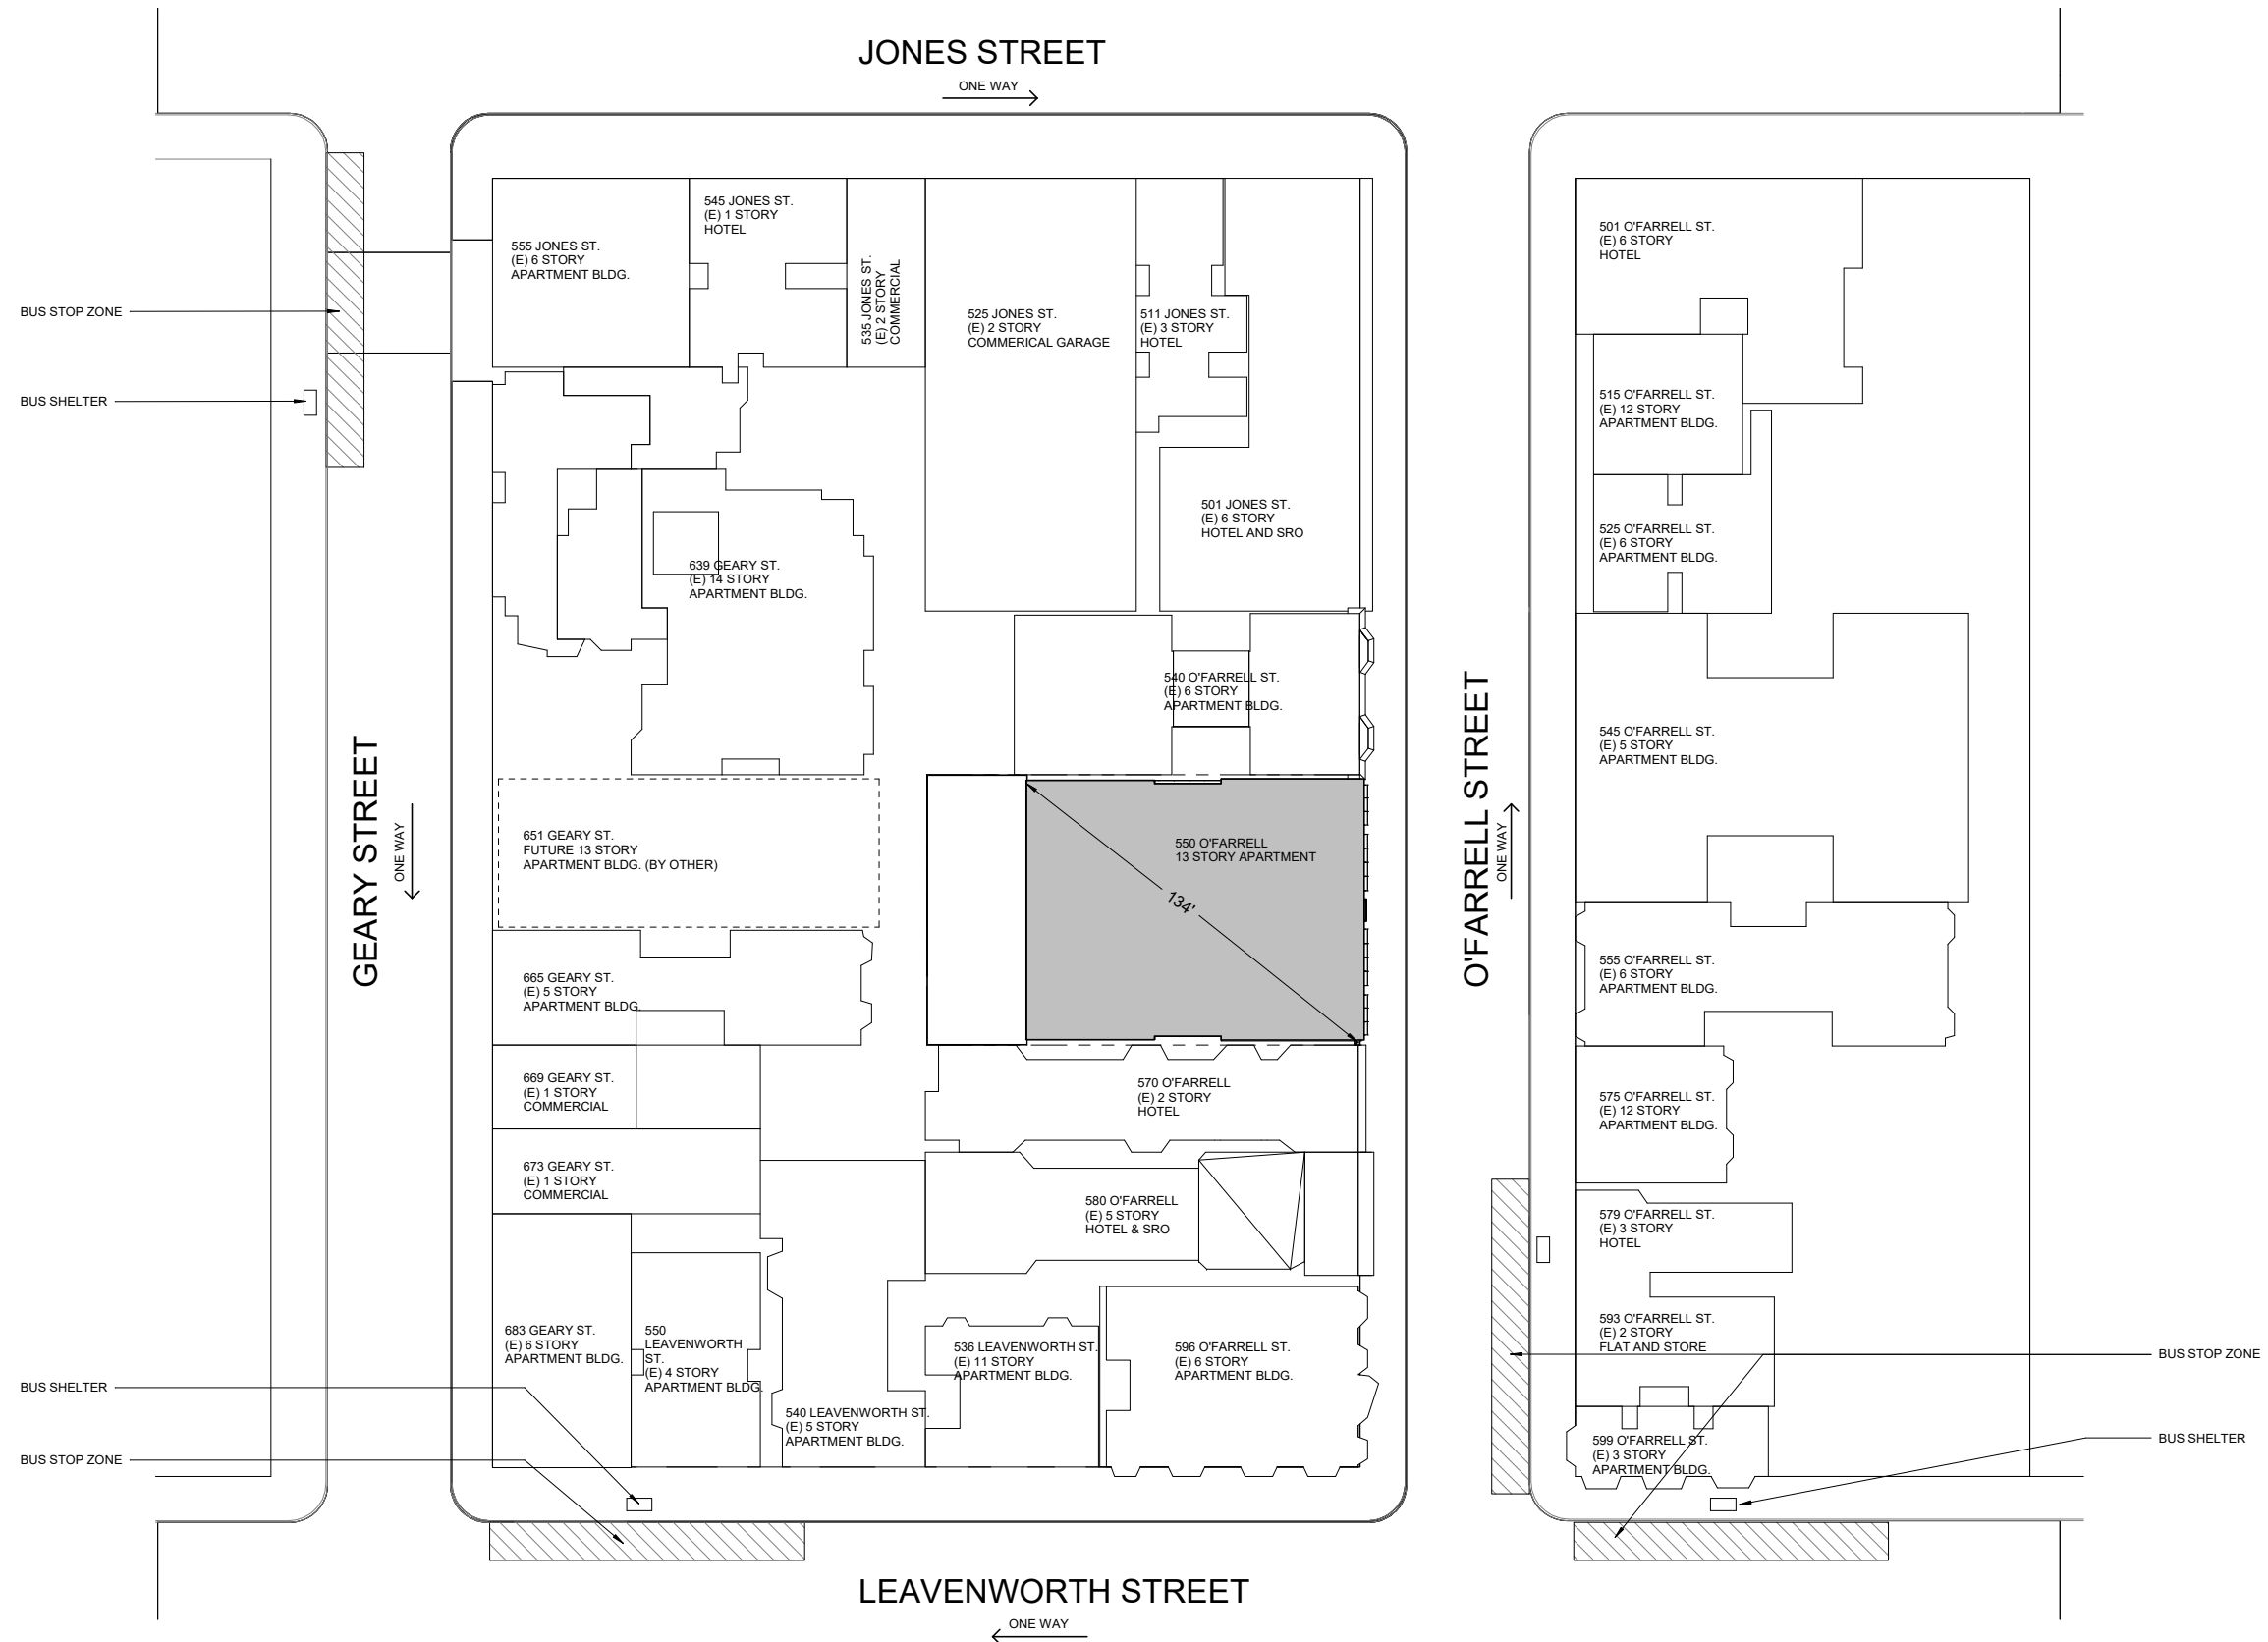 JONES STREET
ONE WAY
545 JONES ST.
(E) 1 STORY
HOTEL
555 JONES ST.
(E) 6 STORY
APARTMENT BLDG.
535 JONES ST.
(E) 2 STORY
COMMERCIAL
525 JONES ST.
(E) 2 STORY
COMMERICAL GARAGE
511 JONES ST.
(E) 3 STORY
HOTEL
501 O'FARRELL ST.
(E) 6 STORY
HOTEL
BUS STOP ZONE
BUS SHELTER
515 O'FARRELL ST.
(E) 12 STORY
APARTMENT BLDG.
501 JONES ST.
(E) 6 STORY
HOTEL AND SRO
525 O'FARRELL ST.
(E) 6 STORY
APARTMENT BLDG.
639 GEARY ST.
(E) 14 STORY
APARTMENT BLDG.
540 O'FARRELL ST.
(E) 6 STORY
APARTMENT BLDG.
545 O'FARRELL ST.
(E) 5 STORY
APARTMENT BLDG.
GEARY STREET
ONE WAY
651 GEARY ST.
FUTURE 13 STORY
APARTMENT BLDG. (BY OTHER)
550 O'FARRELL
13 STORY APARTMENT
134'
O'FARRELL STREET
ONE WAY
665 GEARY ST.
(E) 5 STORY
APARTMENT BLDG.
555 O'FARRELL ST.
(E) 6 STORY
APARTMENT BLDG.
669 GEARY ST.
(E) 1 STORY
COMMERCIAL
570 O'FARRELL
(E) 2 STORY
HOTEL
575 O'FARRELL ST.
(E) 12 STORY
APARTMENT BLDG.
673 GEARY ST.
(E) 1 STORY
COMMERCIAL
580 O'FARRELL
(E) 5 STORY
HOTEL & SRO
579 O'FARRELL ST.
(E) 3 STORY
HOTEL
683 GEARY ST.
(E) 6 STORY
APARTMENT BLDG.
550
LEAVENWORTH
ST.
(E) 4 STORY
APARTMENT BLDG.
536 LEAVENWORTH ST.
(E) 11 STORY
APARTMENT BLDG.
596 O'FARRELL ST.
(E) 6 STORY
APARTMENT BLDG.
593 O'FARRELL ST.
(E) 2 STORY
FLAT AND STORE
BUS STOP ZONE
BUS SHELTER
540 LEAVENWORTH ST.
(E) 5 STORY
APARTMENT BLDG.
599 O'FARRELL ST.
(E) 3 STORY
APARTMENT BLDG.
BUS SHELTER
BUS STOP ZONE
LEAVENWORTH STREET
ONE WAY